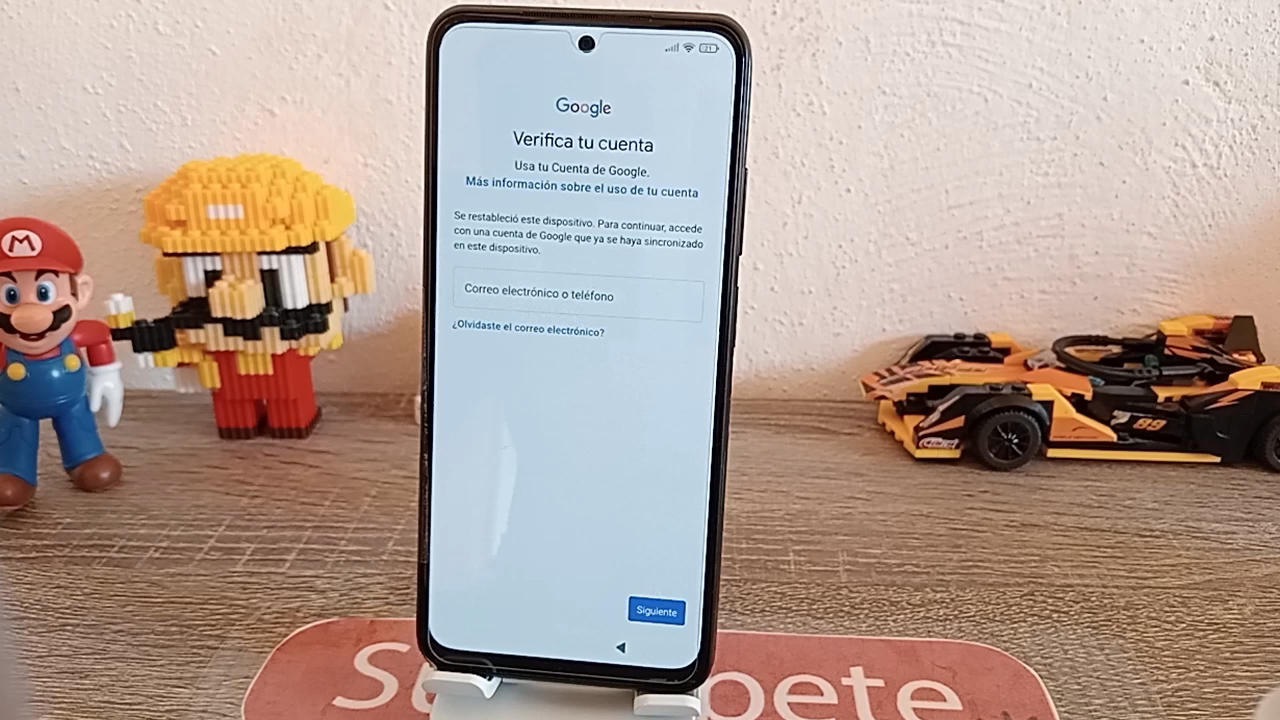 21
Google
Verifica tu cuenta
Usa tu Cuenta de Google.
Más información sobre el uso de tu cuenta
Se restableció este dispositivo. Para continuar, accede
con una cuenta de Google que ya se haya sincronizado
en este dispositivo.
Correo electrónico o teléfono
¿Olvidaste el correo electrónico?
Siguiente
M
89